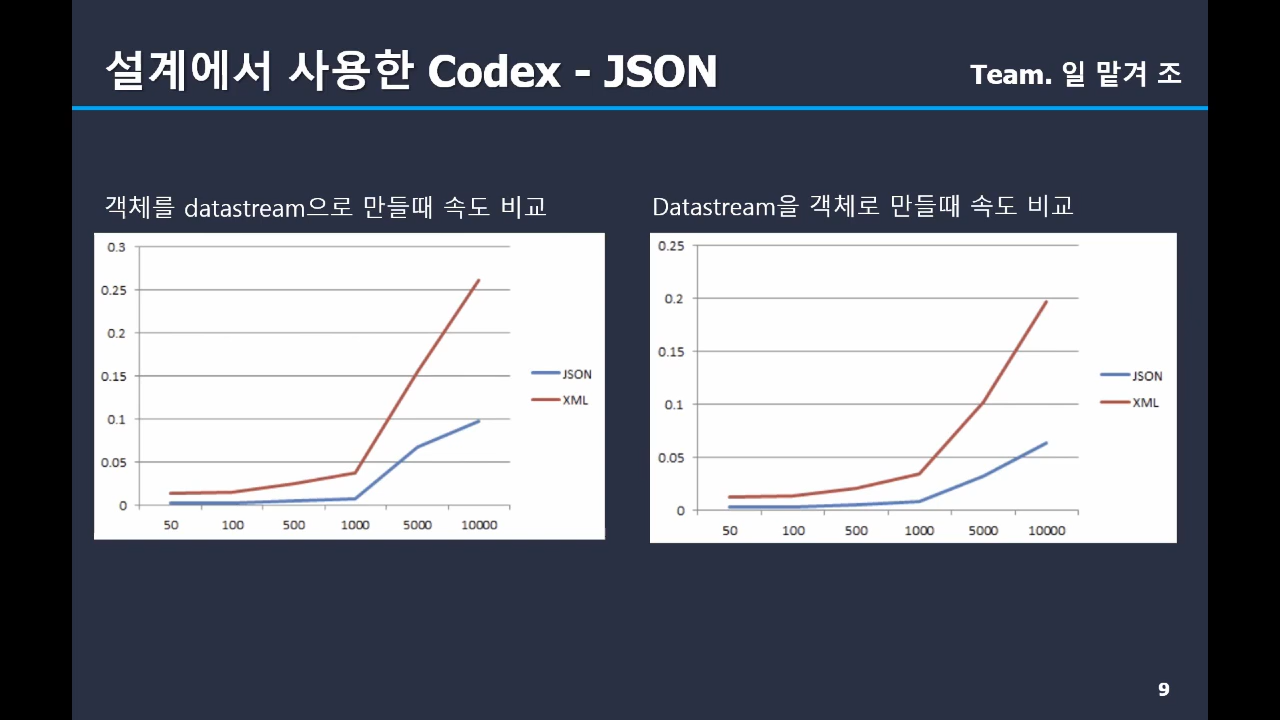 설계에서 사용한 Codex - JSON
Team. 일 맡겨 조
객체를 datastream으로 만들때 속도 비교
0.3
0.25
0.2
0.15
0.1
0.05
0
50 100 500 1000 5000 10000
JSON
XML
Datastream을 객체로 만들때 속도 비교
0.25
0.2
0.15
0.1
0.05
0
50 100 500 1000 5000 10000
JSON
XML
9